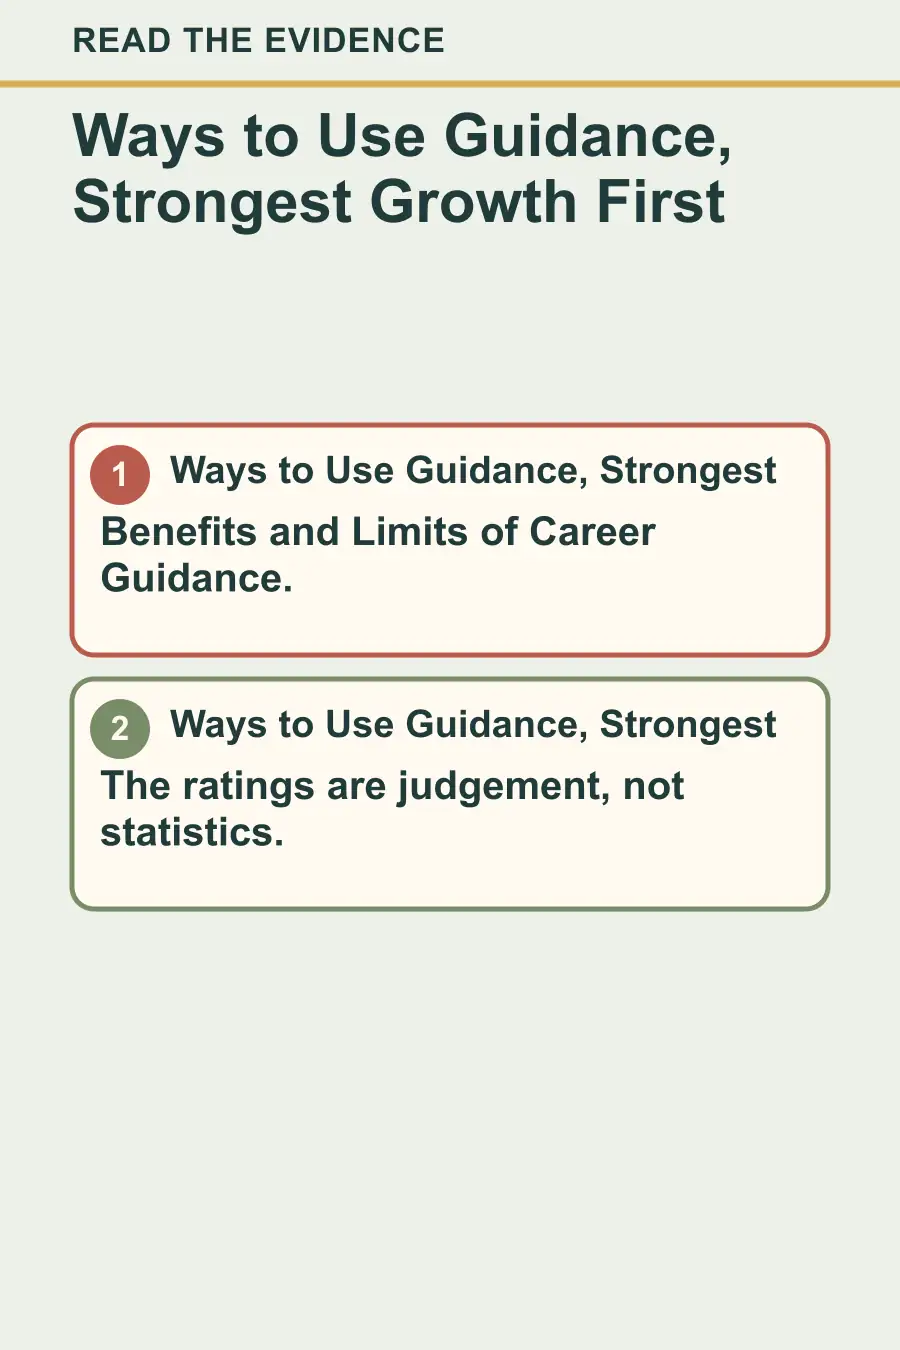 READ THE EVIDENCE
Ways to Use Guidance,
Strongest Growth First
1 Ways to Use Guidance, Strongest
Benefits and Limits of Career
Guidance.
2 Ways to Use Guidance, Strongest
The ratings are judgement, not
statistics.